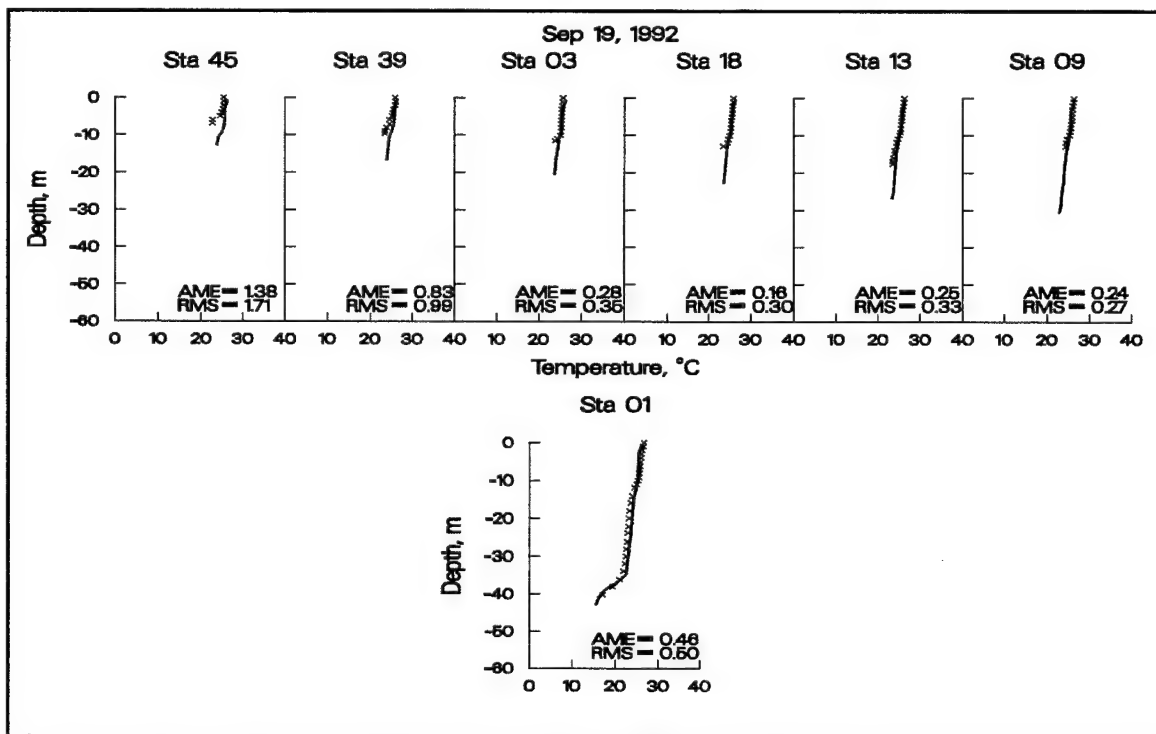 Sep 19, 1992
Sta 45 Sta 39 Sta 03 Sta 18 Sta 13 Sta 09
0
-10
-20
-30
-40
-50
-60
Depth, m
AME = 1.38
RMS = 1.71
AME = 0.83
RMS = 0.99
AME = 0.28
RMS = 0.35
AME = 0.16
RMS = 0.30
AME = 0.25
RMS = 0.33
AME = 0.24
RMS = 0.27
0 10 20 30 40 10 20 30 40 10 20 30 40 10 20 30 40 10 20 30 40 10 20 30 40
Temperature, °C
Sta 01
0
-10
-20
-30
-40
-50
-60
Depth, m
AME = 0.46
RMS = 0.50
0 10 20 30 40